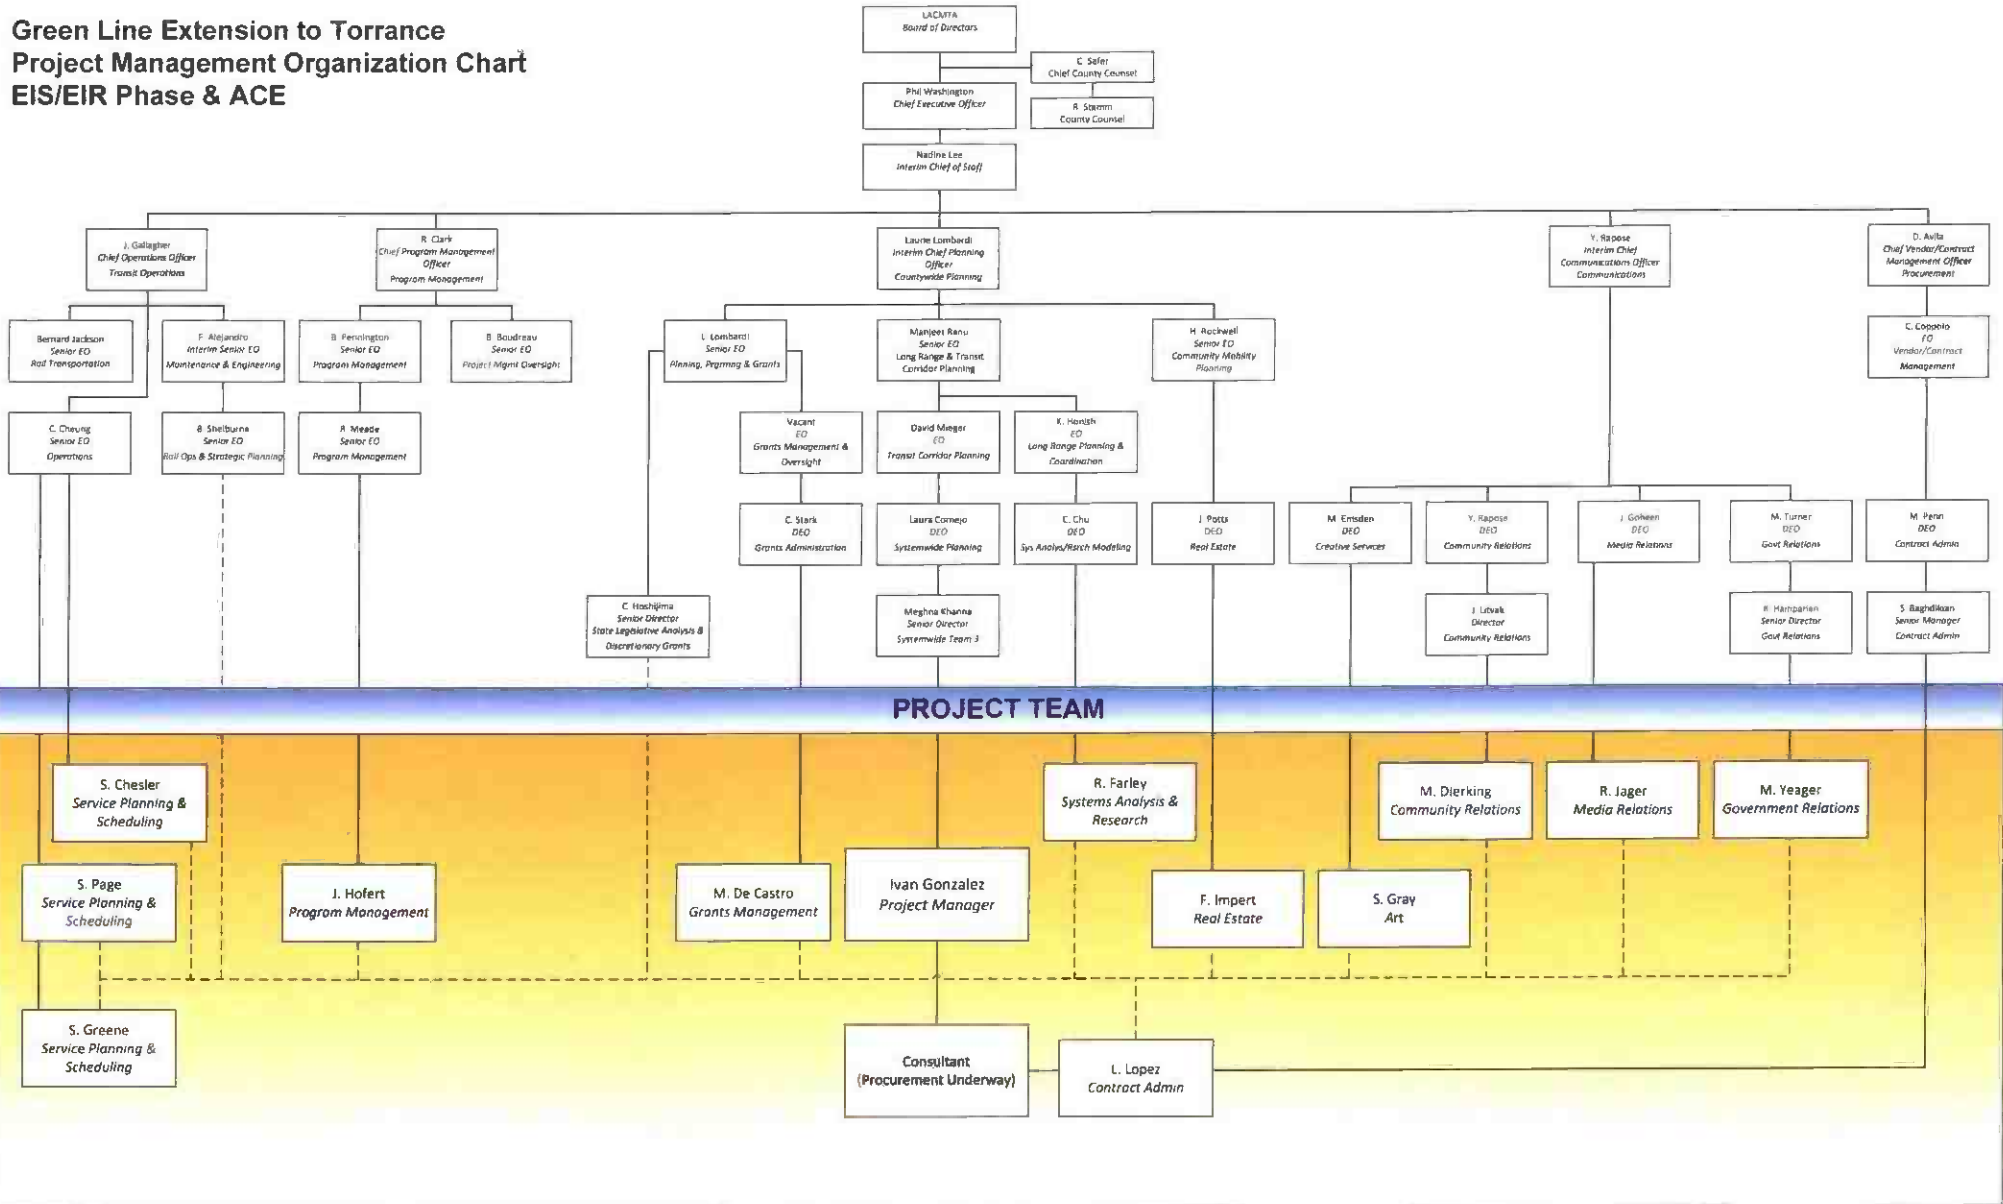 Green Line Extension to Torrance
Project Management Organization Chart
EIS/EIR Phase & ACE
LACMTA
Board of Directors
C. Safer
Chief County Counsel
Phil Washington
Chief Executive Officer
R. Stamm
County Counsel
Nadine Lee
Interim Chief of Staff
J. Gallagher
Chief Operations Officer
Transit Operations
R. Clark
Chief Program Management
Officer
Program Management
Laurie Lombardi
Interim Chief Planning
Officer
Countywide Planning
Y. Rapose
Interim Chief
Communications Officer
Communications
D. Avila
Chief Vendor/Contract
Management Officer
Procurement
Bernard Jackson
Senior EO
Rail Transportation
F. Alejandro
Interim Senior EO
Maintenance & Engineering
B. Pennington
Senior EO
Program Management
B. Boudreau
Senior EO
Project Mgmt Oversight
L. Lombardi
Senior EO
Plnning, Prgrmng & Grants
Manjeet Ranu
Senior EO
Long Range & Transit
Corridor Planning
H. Rockwell
Senior EO
Community Mobility
Planning
C. Coppolo
EO
Vendor/Contract
Management
C. Cheung
Senior EO
Operations
B. Shelburne
Senior EO
Rail Ops & Strategic Planning
R. Meade
Senior EO
Program Management
Vacant
EO
Grants Management &
Oversight
David Mieger
EO
Transit Corridor Planning
K. Honish
EO
Long Range Planning &
Coordination
C. Stark
DEO
Grants Administration
Laura Cornejo
DEO
Systemwide Planning
C. Chu
DEO
Sys Analys/Rsrch Modeling
J. Potts
DEO
Real Estate
M. Emsden
DEO
Creative Services
Y. Rapose
DEO
Community Relations
J. Goheen
DEO
Media Relations
M. Turner
DEO
Govt Relations
M. Penn
DEO
Contract Admin
C. Hoshijima
Senior Director
State Legislative Analysis &
Discretionary Grants
Meghna Khanna
Senior Director
Systemwide Team 3
J. Litvak
Director
Community Relations
R. Hamparian
Senior Director
Govt Relations
S. Baghdikian
Senior Manager
Contract Admin
PROJECT TEAM
S. Chesler
Service Planning &
Scheduling
R. Farley
Systems Analysis &
Research
M. Dierking
Community Relations
R. Jager
Media Relations
M. Yeager
Government Relations
S. Page
Service Planning &
Scheduling
J. Hofert
Program Management
M. De Castro
Grants Management
Ivan Gonzalez
Project Manager
F. Impert
Real Estate
S. Gray
Art
S. Greene
Service Planning &
Scheduling
Consultant
(Procurement Underway)
L. Lopez
Contract Admin